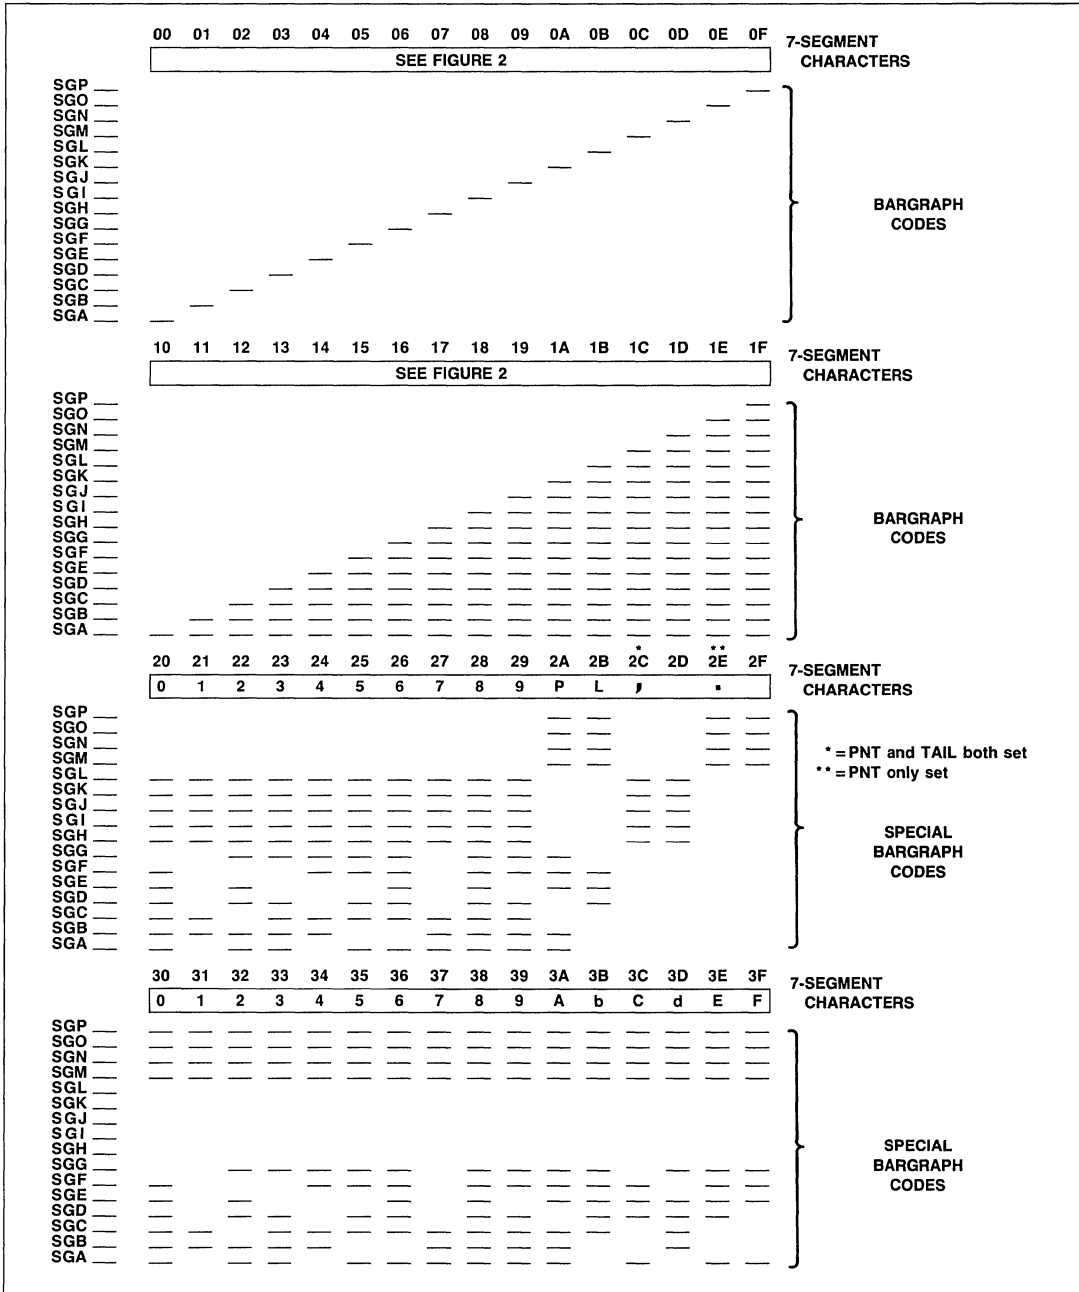 00 01 02 03 04 05 06 07 08 09 0A 0B 0C 0D 0E 0F
7-SEGMENT
CHARACTERS
SEE FIGURE 2
SGP
SGO
SGN
SGM
SGL
SGK
SGJ
SGI
SGH
SGG
SGF
SGE
SGD
SGC
SGB
SGA
BARGRAPH
CODES
10 11 12 13 14 15 16 17 18 19 1A 1B 1C 1D 1E 1F
7-SEGMENT
CHARACTERS
SEE FIGURE 2
SGP
SGO
SGN
SGM
SGL
SGK
SGJ
SGI
SGH
SGG
SGF
SGE
SGD
SGC
SGB
SGA
BARGRAPH
CODES
* **
20 21 22 23 24 25 26 27 28 29 2A 2B 2C 2D 2E 2F
7-SEGMENT
CHARACTERS
0 1 2 3 4 5 6 7 8 9 P L , .
SGP
SGO
SGN
SGM
SGL
SGK
SGJ
SGI
SGH
SGG
SGF
SGE
SGD
SGC
SGB
SGA
* = PNT and TAIL both set
** = PNT only set
SPECIAL
BARGRAPH
CODES
30 31 32 33 34 35 36 37 38 39 3A 3B 3C 3D 3E 3F
7-SEGMENT
CHARACTERS
0 1 2 3 4 5 6 7 8 9 A b C d E F
SGP
SGO
SGN
SGM
SGL
SGK
SGJ
SGI
SGH
SGG
SGF
SGE
SGD
SGC
SGB
SGA
SPECIAL
BARGRAPH
CODES